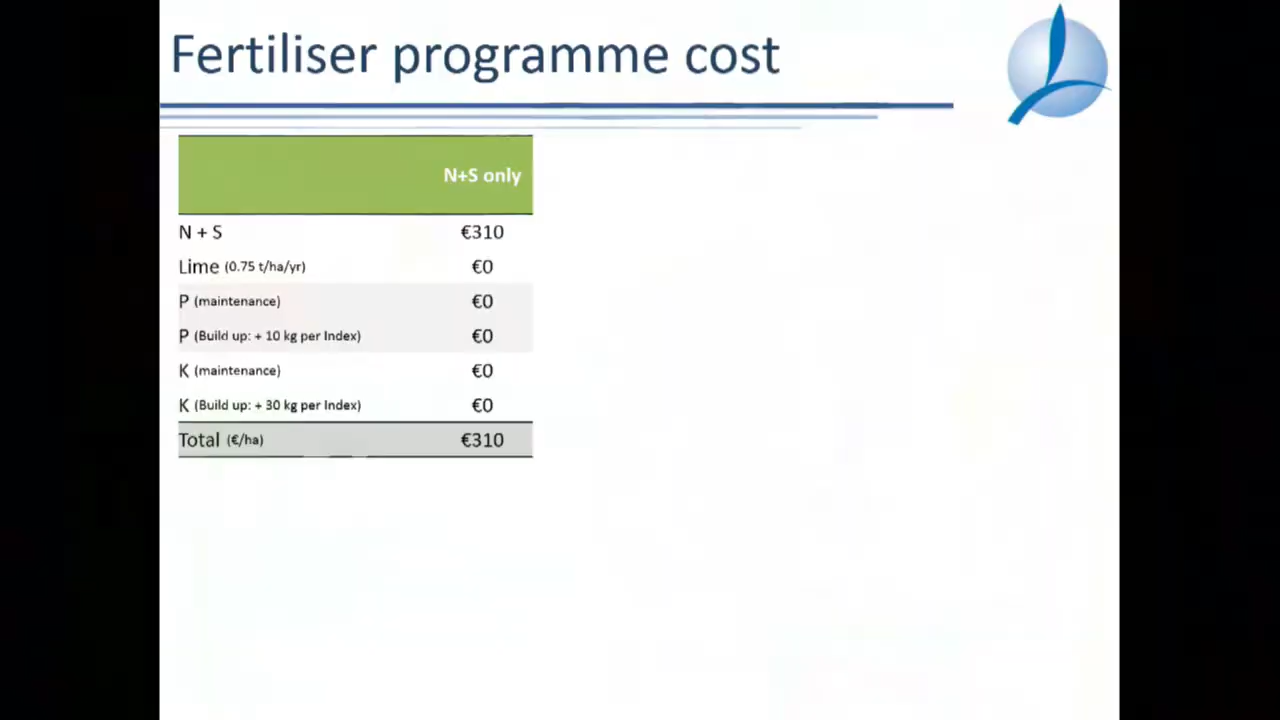 Fertiliser programme cost
N+S only
N + S €310
Lime (0.75 t/ha/yr) €0
P (maintenance) €0
P (Build up: + 10 kg per Index) €0
K (maintenance) €0
K (Build up: + 30 kg per Index) €0
Total (€/ha) €310